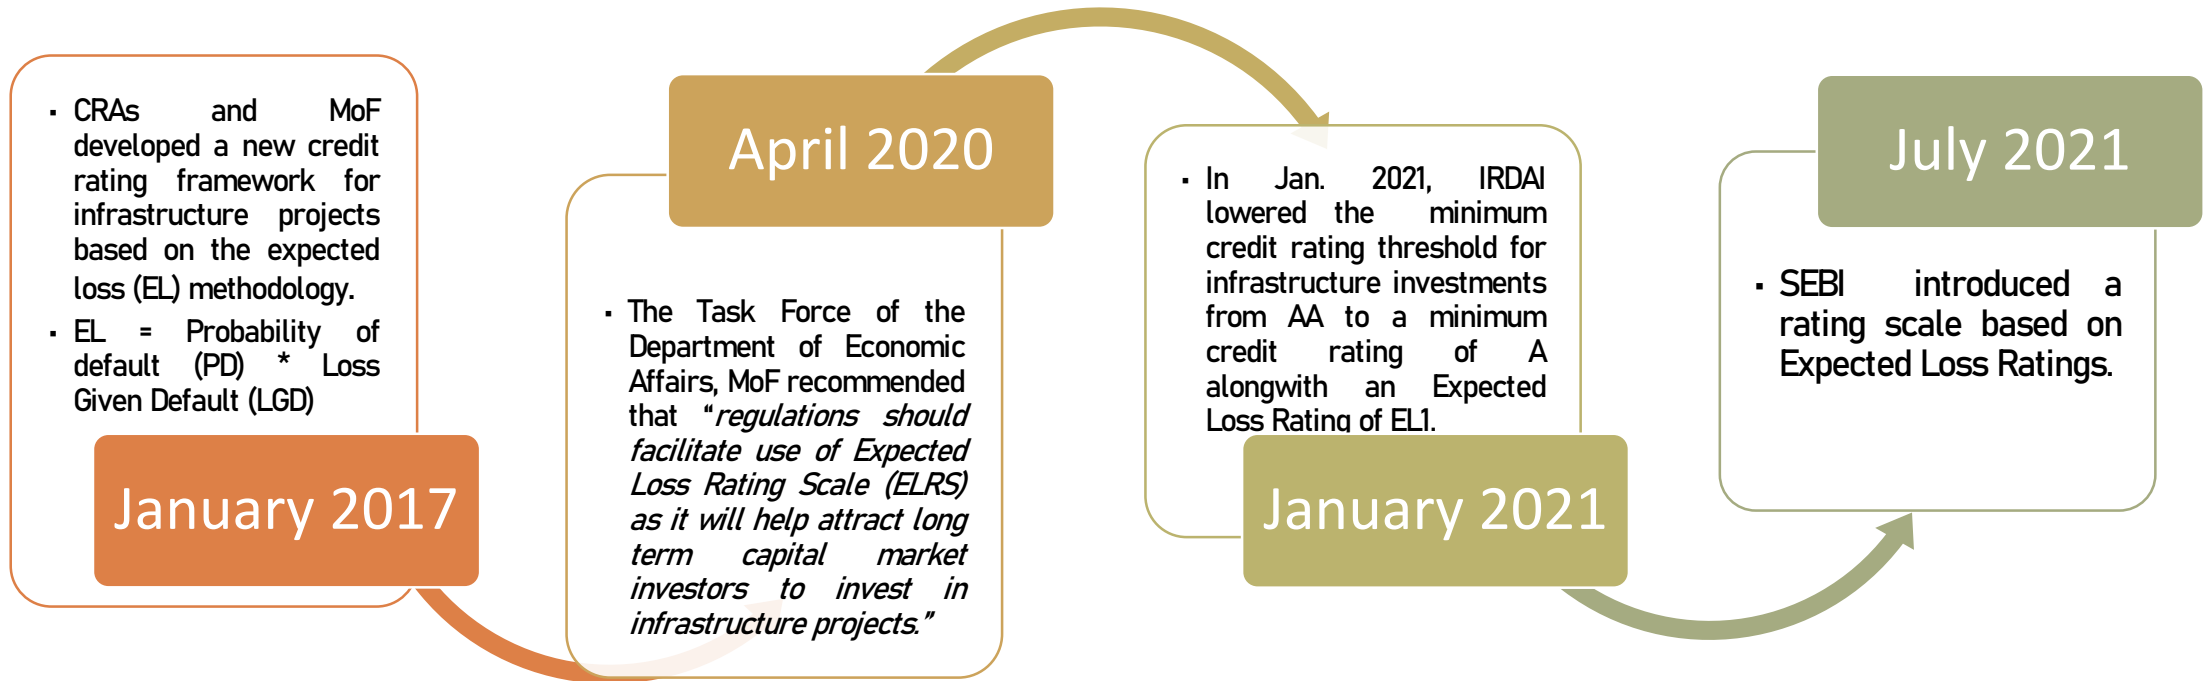 ▪ CRAs and MoF
developed a new credit
rating framework for
infrastructure projects
based on the expected
loss (EL) methodology.
▪ EL = Probability of
default (PD) * Loss
Given Default (LGD)
January 2017
April 2020
▪ The Task Force of the
Department of Economic
Affairs, MoF recommended
that “regulations should
facilitate use of Expected
Loss Rating Scale (ELRS)
as it will help attract long
term capital market
investors to invest in
infrastructure projects.”
▪ In Jan. 2021, IRDAI
lowered the minimum
credit rating threshold for
infrastructure investments
from AA to a minimum
credit rating of A
alongwith an Expected
Loss Rating of EL1.
January 2021
July 2021
▪ SEBI introduced a
rating scale based on
Expected Loss Ratings.